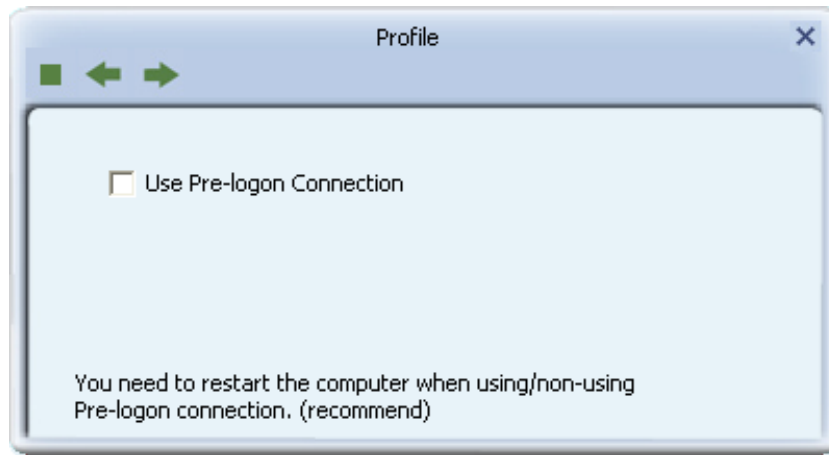 Profile
Use Pre-logon Connection
You need to restart the computer when using/non-using
Pre-logon connection. (recommend)